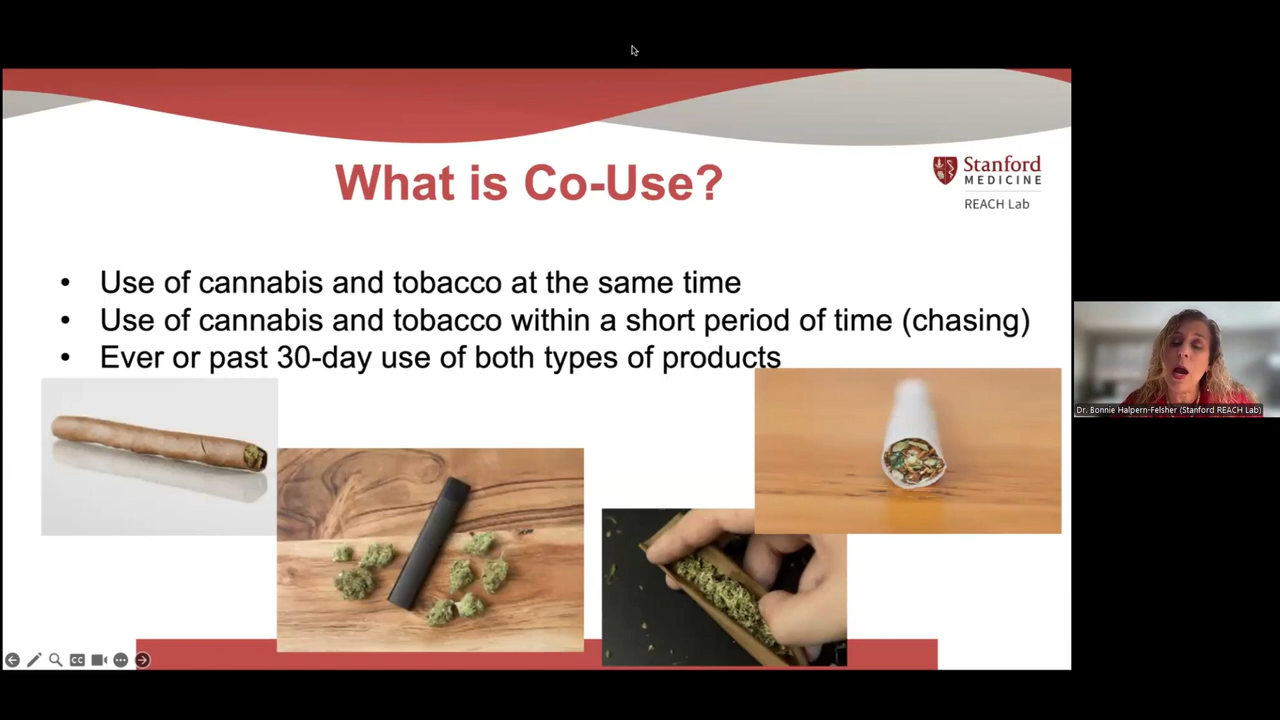 What is Co-Use?
Stanford
MEDICINE
REACH Lab
• Use of cannabis and tobacco at the same time
• Use of cannabis and tobacco within a short period of time (chasing)
• Ever or past 30-day use of both types of products
Dr. Bonnie Halpern-Felsher (Stanford REACH Lab)
CC